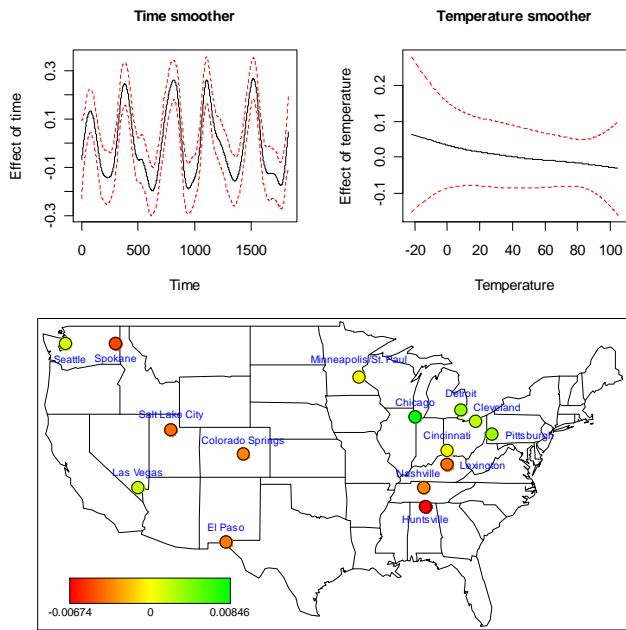 Time smoother
Temperature smoother
0.3
0.1
-0.1
-0.3
Effect of time
0 500 1000 1500
Time
0.2
0.1
0.0
-0.1
Effect of temperature
-20 0 20 40 60 80 100
Temperature
Seattle
Spokane
Minneapolis/St. Paul
Chicago
Detroit
Cleveland
Salt Lake City
Colorado Springs
Cincinnati
Pittsburgh
Las Vegas
Nashville
Lexington
El Paso
Huntsville
-0.00674 0 0.00846